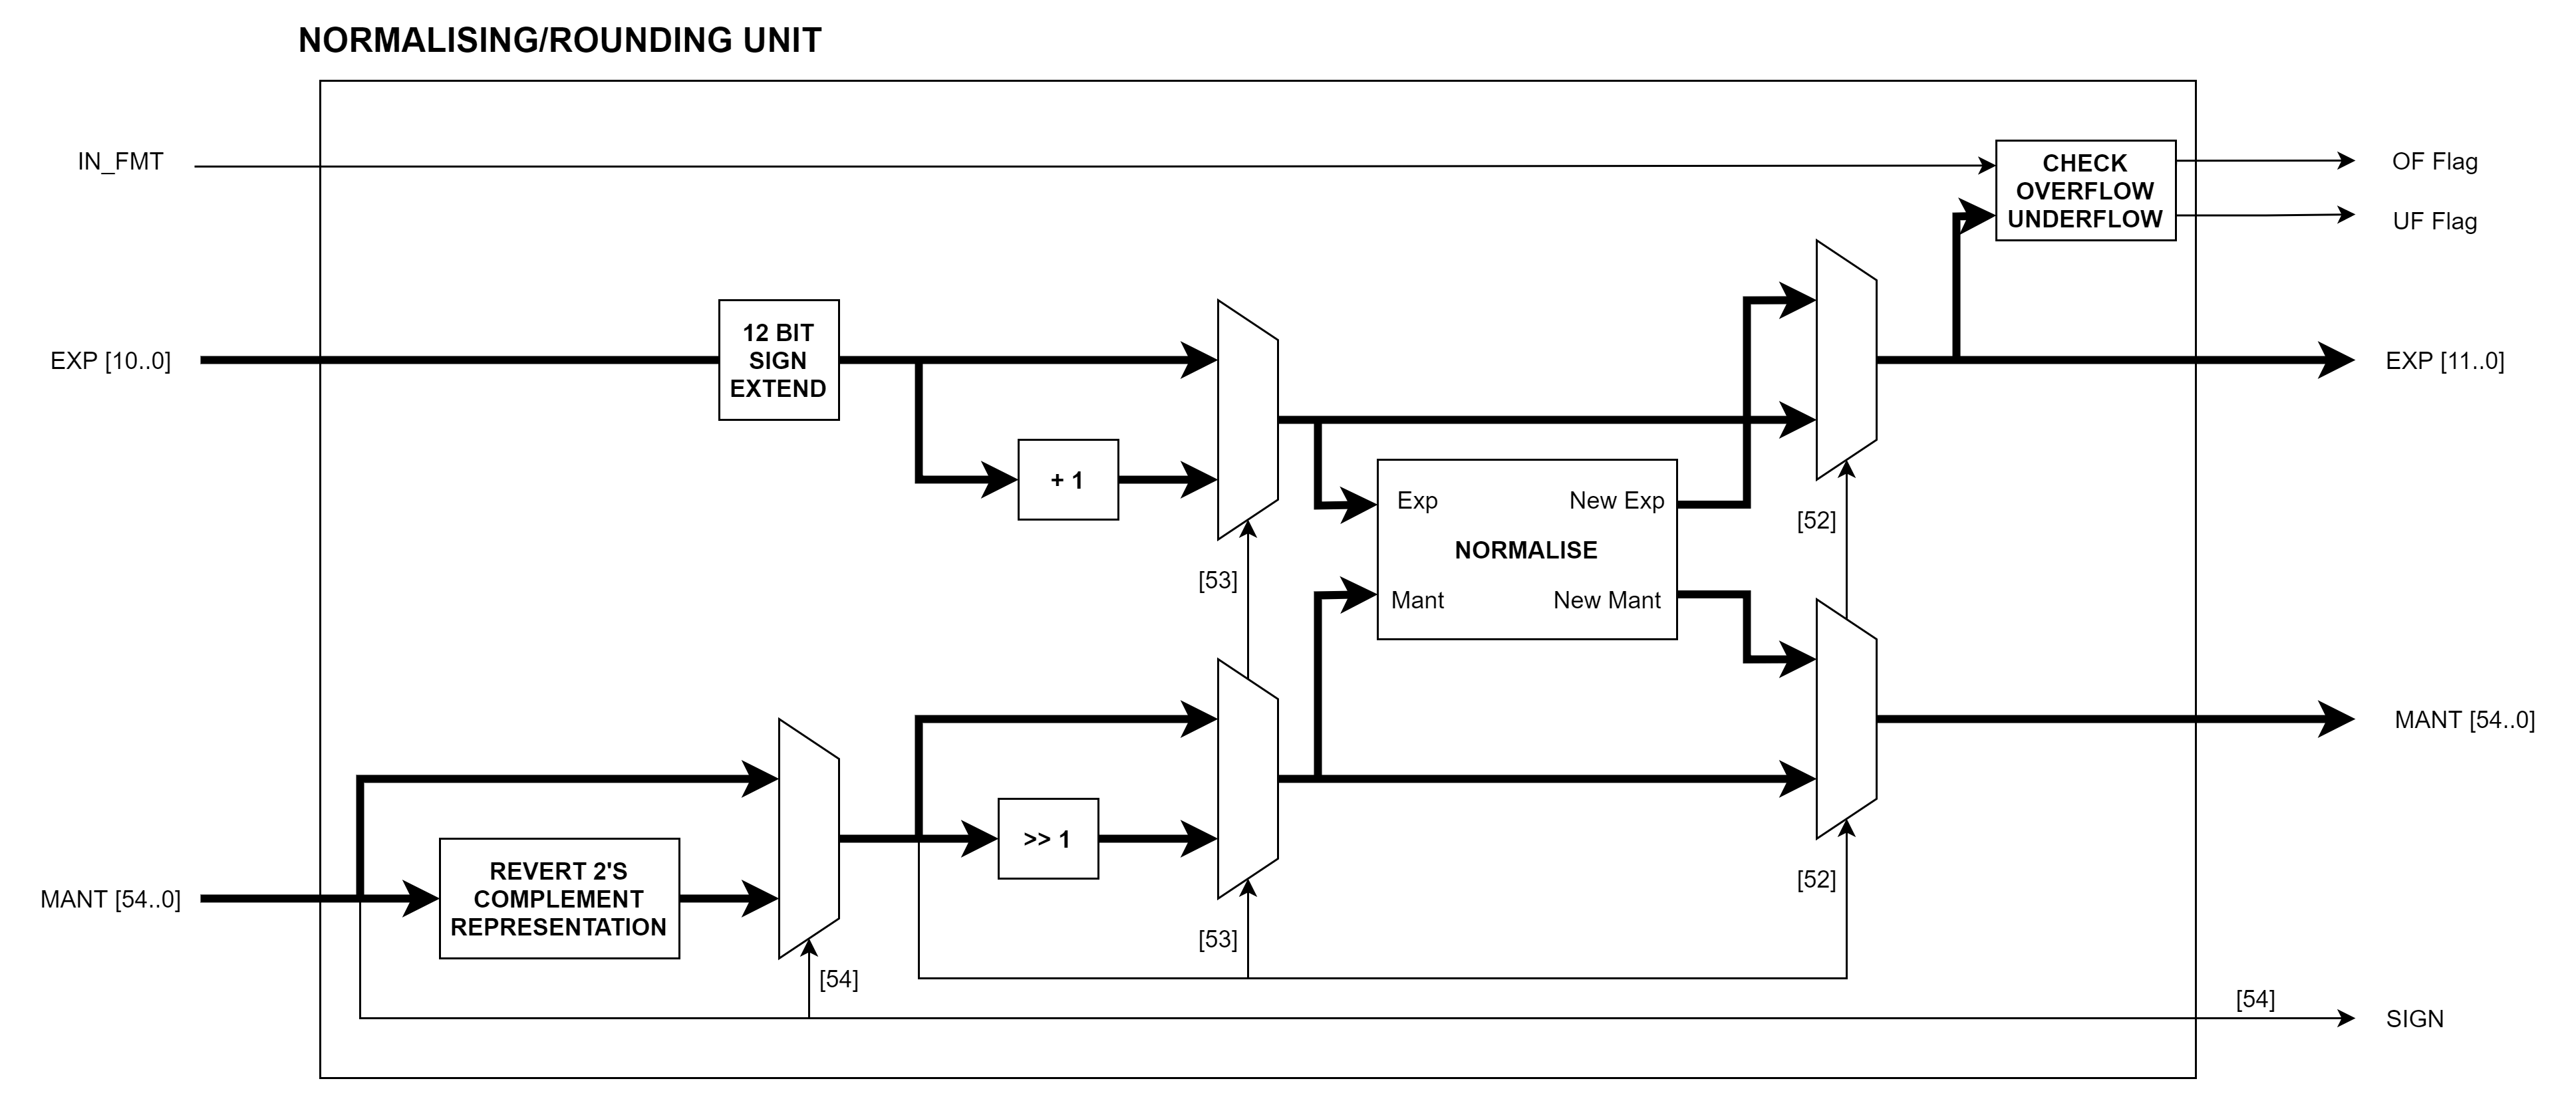 NORMALISING/ROUNDING UNIT
IN_FMT
CHECK
OVERFLOW
UNDERFLOW
OF Flag
UF Flag
EXP [10..0]
12 BIT
SIGN
EXTEND
EXP [11..0]
+ 1
Exp
New Exp
NORMALISE
Mant
New Mant
[52]
[53]
MANT [54..0]
>> 1
MANT [54..0]
REVERT 2'S
COMPLEMENT
REPRESENTATION
[52]
[53]
[54]
[54]
SIGN